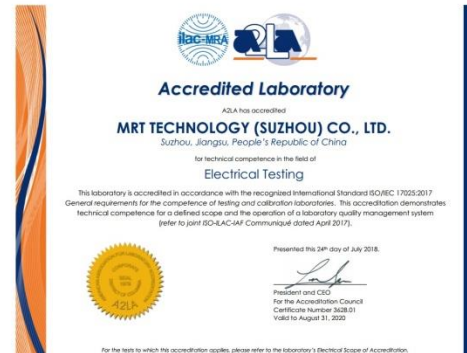 ilac-MRA
A2LA
Accredited Laboratory
A2LA has accredited
MRT TECHNOLOGY (SUZHOU) CO., LTD.
Suzhou, Jiangsu, People's Republic of China
for technical competence in the field of
Electrical Testing
This laboratory is accredited in accordance with the recognized International Standard ISO/IEC 17025:2017
General requirements for the competence of testing and calibration laboratories. This accreditation demonstrates
technical competence for a defined scope and the operation of a laboratory quality management system
(refer to joint ISO-ILAC-IAF Communiqué dated April 2017).
Presented this 24th day of July 2018.
President and CEO
For the Accreditation Council
Certificate Number 3628.01
Valid to August 31, 2020
CORPORATE
SEAL
1978
A2LA
For the tests to which this accreditation applies, please refer to the laboratory's Electrical Scope of Accreditation.